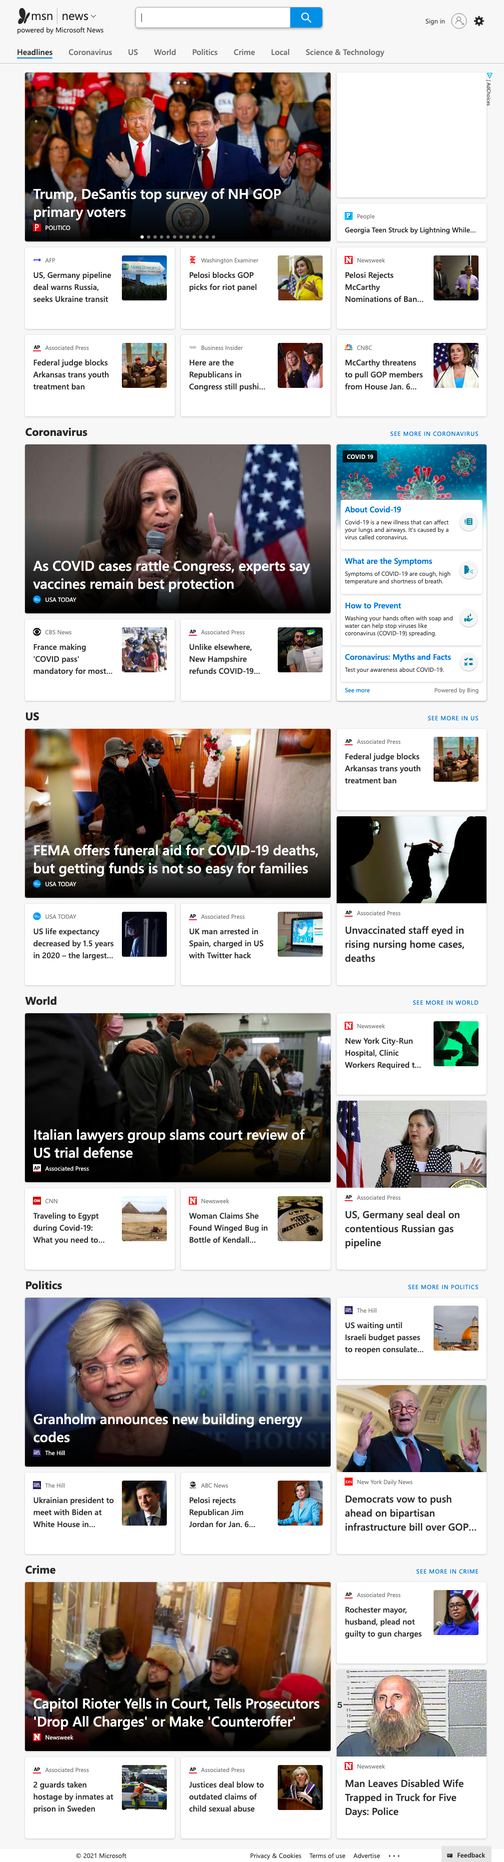 msn news
powered by Microsoft News
Sign in
Headlines Coronavirus US World Politics Crime Local Science & Technology
AdChoices
Trump, DeSantis top survey of NH GOP
primary voters
POLITICO
People
Georgia Teen Struck by Lightning While...
AFP
US, Germany pipeline
deal warns Russia,
seeks Ukraine transit
Washington Examiner
Pelosi blocks GOP
picks for riot panel
Newsweek
Pelosi Rejects
McCarthy
Nominations of Ban...
AP Associated Press
Federal judge blocks
Arkansas trans youth
treatment ban
Business Insider
Here are the
Republicans in
Congress still pushi...
CNBC
McCarthy threatens
to pull GOP members
from House Jan. 6...
Coronavirus
SEE MORE IN CORONAVIRUS
As COVID cases rattle Congress, experts say
vaccines remain best protection
USA TODAY
COVID 19
About Covid-19
Covid-19 is a new illness that can affect
your lungs and airways. It's caused by a
virus called coronavirus.
What are the Symptoms
Symptoms of COVID-19 are cough, high
temperature and shortness of breath.
How to Prevent
Washing your hands often with soap and
water can help stop viruses like
coronavirus (COVID-19) spreading.
Coronavirus: Myths and Facts
Test your awareness about COVID-19.
See more
Powered by Bing
CBS News
France making
'COVID pass'
mandatory for most...
AP Associated Press
Unlike elsewhere,
New Hampshire
refunds COVID-19...
US
SEE MORE IN US
FEMA offers funeral aid for COVID-19 deaths,
but getting funds is not so easy for families
USA TODAY
AP Associated Press
Federal judge blocks
Arkansas trans youth
treatment ban
AP Associated Press
Unvaccinated staff eyed in
rising nursing home cases,
deaths
USA TODAY
US life expectancy
decreased by 1.5 years
in 2020 – the largest...
AP Associated Press
UK man arrested in
Spain, charged in US
with Twitter hack
World
SEE MORE IN WORLD
Italian lawyers group slams court review of
US trial defense
AP Associated Press
Newsweek
New York City-Run
Hospital, Clinic
Workers Required t...
AP Associated Press
US, Germany seal deal on
contentious Russian gas
pipeline
CNN
Traveling to Egypt
during Covid-19:
What you need to...
Newsweek
Woman Claims She
Found Winged Bug in
Bottle of Kendall...
Politics
SEE MORE IN POLITICS
Granholm announces new building energy
codes
The Hill
The Hill
US waiting until
Israeli budget passes
to reopen consulate...
New York Daily News
Democrats vow to push
ahead on bipartisan
infrastructure bill over GOP...
The Hill
Ukrainian president to
meet with Biden at
White House in...
ABC News
Pelosi rejects
Republican Jim
Jordan for Jan. 6...
Crime
SEE MORE IN CRIME
Capitol Rioter Yells in Court, Tells Prosecutors
'Drop All Charges' or Make 'Counteroffer'
Newsweek
AP Associated Press
Rochester mayor,
husband, plead not
guilty to gun charges
5
Newsweek
Man Leaves Disabled Wife
Trapped in Truck for Five
Days: Police
AP Associated Press
2 guards taken
hostage by inmates at
prison in Sweden
AP Associated Press
Justices deal blow to
outdated claims of
child sexual abuse
© 2021 Microsoft
Privacy & Cookies Terms of use Advertise
Feedback